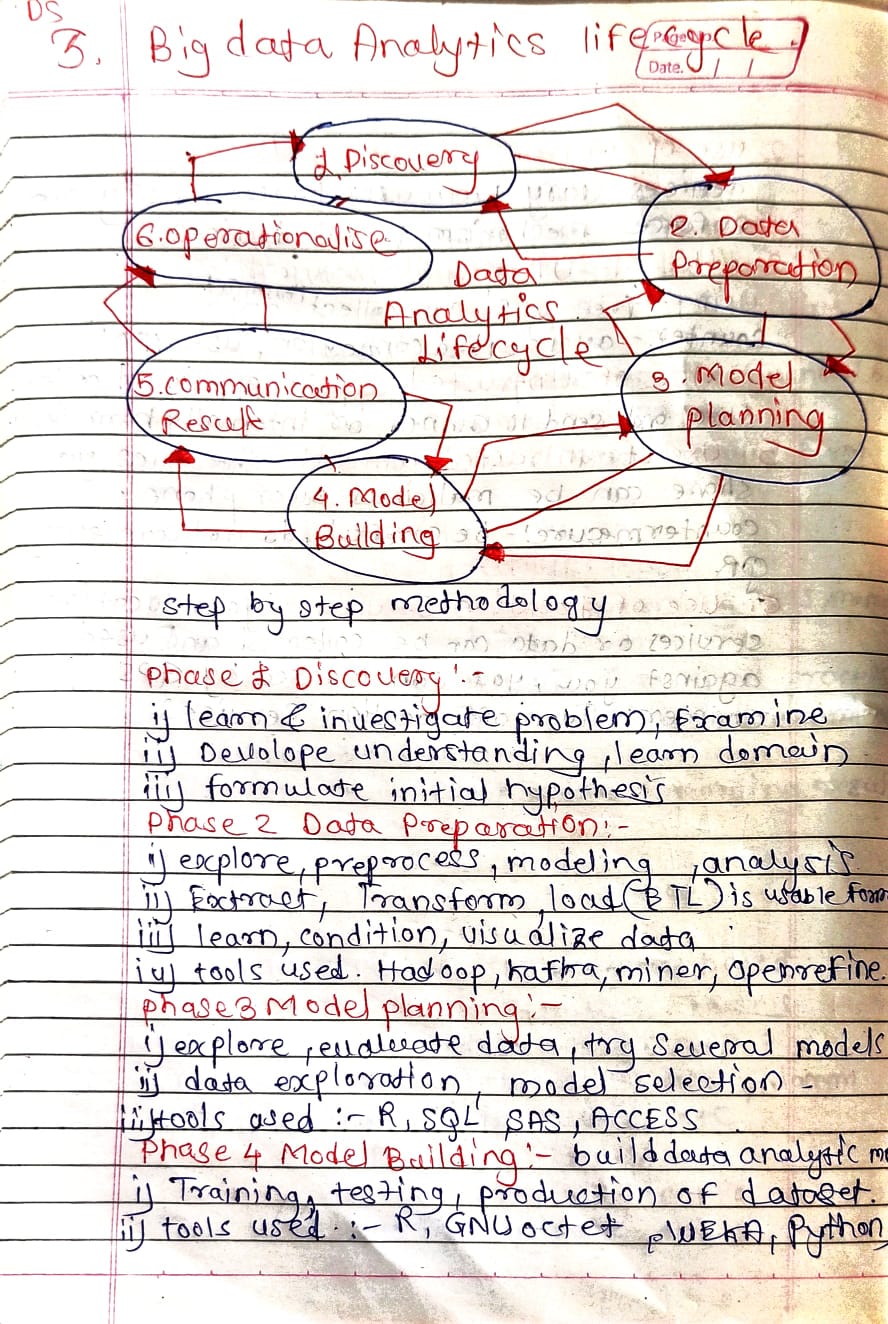 DS
3. Big data Analytics lifecycle.
Page No.
Date. / /
1. Discovery
6. operationalise
2. Data
Preparation
Data
Analytics
Lifecycle
3. Model
planning
5. communication
Result
4. Model
Building
step by step methodology
phase 1 Discovery :-
i) learn & investigate problem, Examine
ii) Devolope understanding, learn domain
iii) formulate initial hypothesis
Phase 2 Data Preparation :-
i) explore, preprocess, modeling, analysis
ii) Extract, Transform, load (ETL) is usable form
iii) learn, condition, visualize data
iv) tools used. Hadoop, kafka, miner, openrefine.
phase 3 Model planning :-
i) explore, evaluate data, try several models
ii) data exploration, model selection -
iii) tools used :- R, SQL SAS, ACCESS
Phase 4 Model Building :- build data analytic mo
i) Training, testing, production of dataset.
ii) tools used :- R, GNU octet, WEKA, Python